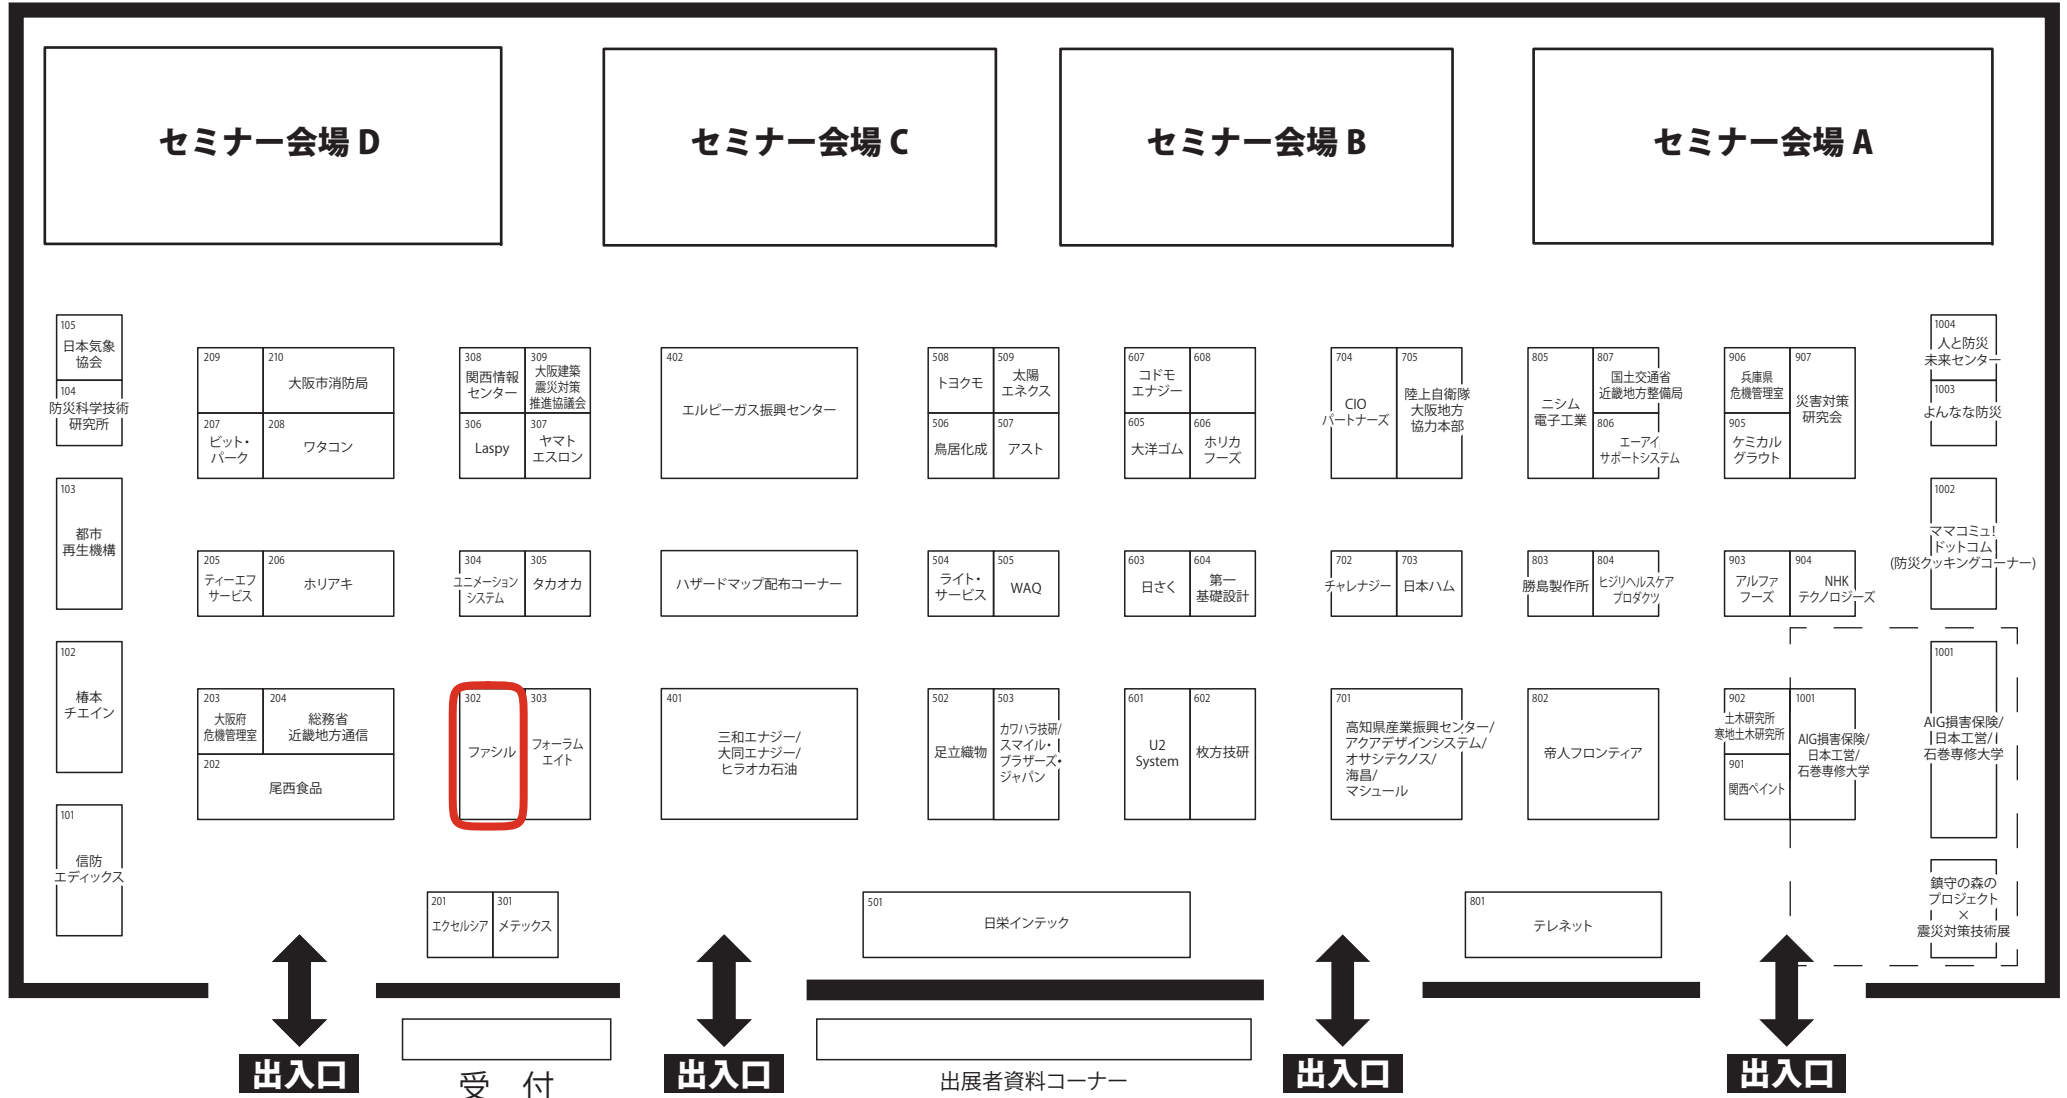 セミナー会場 D
セミナー会場 C
セミナー会場 B
セミナー会場 A
105
日本気象
協会
104
防災科学技術
研究所
103
都市
再生機構
102
椿本
チエイン
101
信防
エディックス
209
210
大阪市消防局
207
ビット・
パーク
208
ワタコン
205
ティーエフ
サービス
206
ホリアキ
203
大阪府
危機管理室
204
総務省
近畿地方通信
202
尾西食品
308
関西情報
センター
309
大阪建築
震災対策
推進協議会
306
Laspy
307
ヤマト
エスロン
304
ユニメーション
システム
305
タカオカ
302
ファシル
303
フォーラム
エイト
201
エクセルシア
301
メテックス
402
エルピーガス振興センター
ハザードマップ配布コーナー
401
三和エナジー/
大同エナジー/
ヒラオカ石油
508
トヨクモ
509
太陽
エネクス
506
鳥居化成
507
アスト
504
ライト・
サービス
505
WAQ
502
足立織物
503
カワハラ技研/
スマイル・
ブラザーズ・
ジャパン
501
日栄インテック
607
コドモ
エナジー
608
605
大洋ゴム
606
ホリカ
フーズ
603
日さく
604
第一
基礎設計
601
U2
System
602
枚方技研
704
CIO
パートナーズ
705
陸上自衛隊
大阪地方
協力本部
702
チャレナジー
703
日本ハム
701
高知県産業振興センター/
アクアデザインシステム/
オサシテクノス/
海昌/
マシュール
805
ニシム
電子工業
807
国土交通省
近畿地方整備局
806
エーアイ
サポートシステム
803
勝島製作所
804
ヒジリヘルスケア
プロダクツ
802
帝人フロンティア
801
テレネット
906
兵庫県
危機管理室
907
災害対策
研究会
905
ケミカル
グラウト
903
アルファ
フーズ
904
NHK
テクノロジーズ
902
土木研究所
寒地土木研究所
901
関西ペイント
1001
AIG損害保険/
日本工営/
石巻専修大学
1004
人と防災
未来センター
1003
よんなな防災
1002
ママコミュ!
ドットコム
(防災クッキングコーナー)
1001
AIG損害保険/
日本工営/
石巻専修大学
鎮守の森の
プロジェクト
×
震災対策技術展
出入口
受 付
出入口
出展者資料コーナー
出入口
出入口